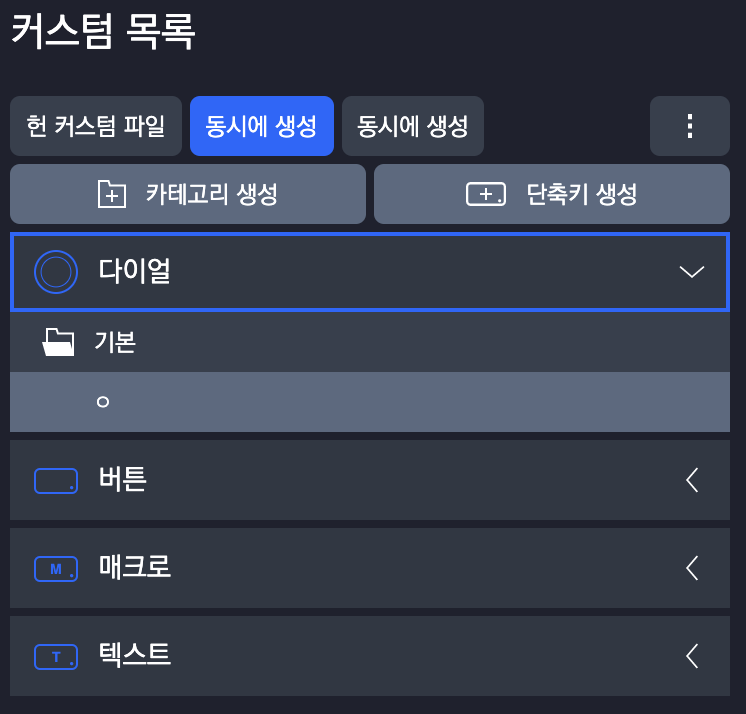 커스텀 목록
헌 커스텀 파일 동시에 생성 동시에 생성
카테고리 생성 단축키 생성
다이얼
기본
ㅇ
버튼
M 매크로
T 텍스트